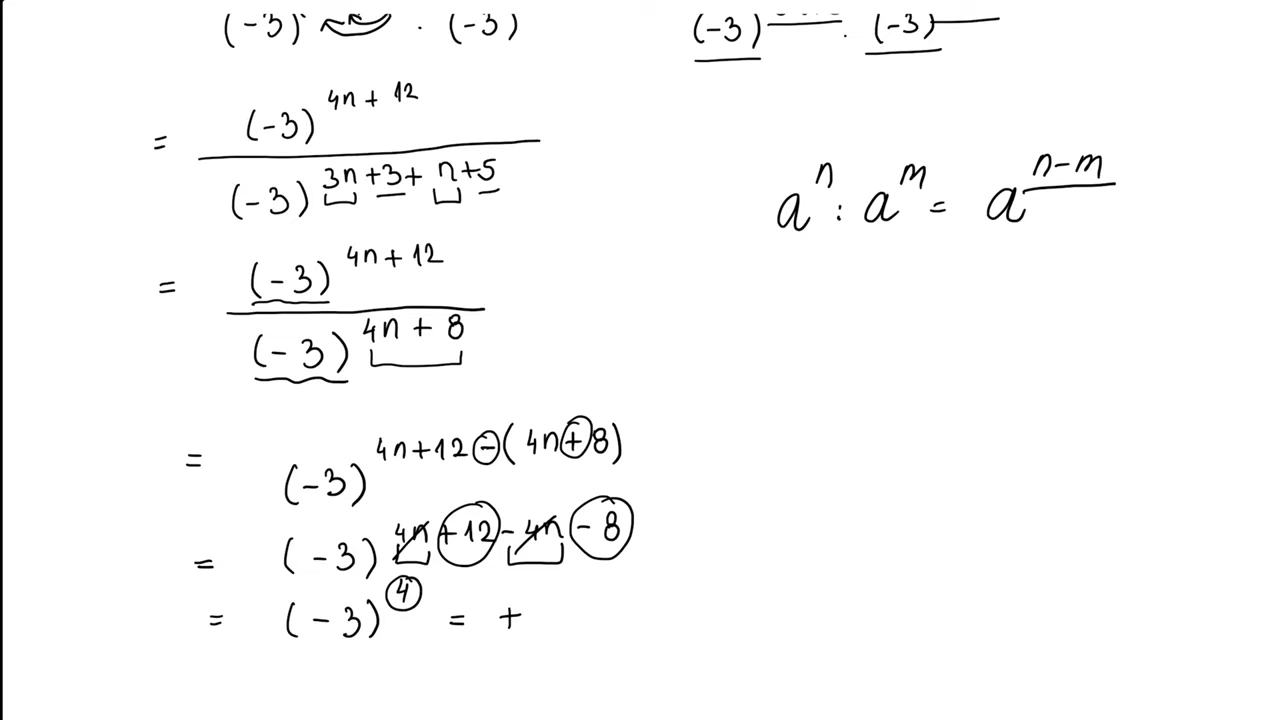 (-3) · (-3)
(-3) · (-3)
= (-3)^{4n + 12}
(-3)^{3n + 3 + n + 5}
a^n : a^m = a^{n-m}
= (-3)^{4n + 12}
(-3)^{4n + 8}
= (-3)^{4n + 12 - (4n + 8)}
= (-3)^{4n + 12 - 4n - 8}
= (-3)^4 = +